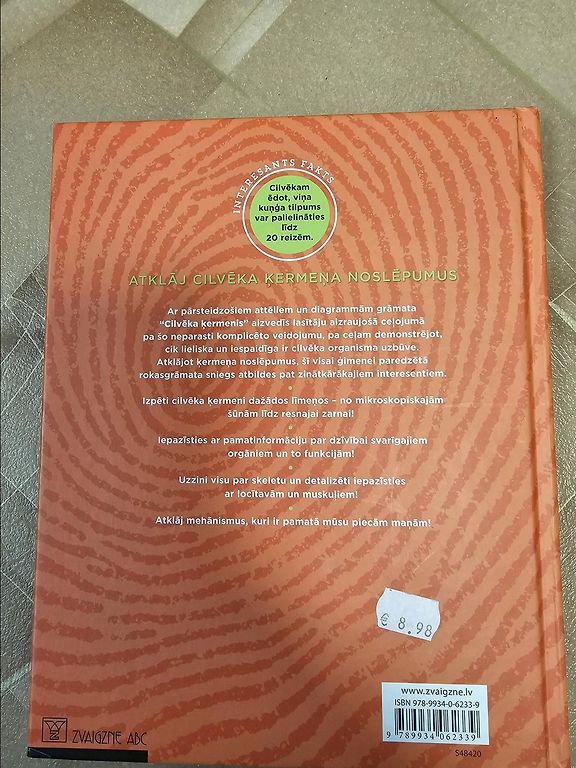 INTERESANTS FAKTS
Cilvēkam
ēdot, viņa
kuņģa tilpums
var palielināties
līdz
20 reizēm.
ATKLĀJ CILVĒKA ĶERMEŅA NOSLĒPUMUS
Ar pārsteidzošiem attēliem un diagrammām grāmata
"Cilvēka ķermenis" aizvedīs lasītāju aizraujošā ceļojumā
pa šo neparasti komplicēto veidojumu, pa ceļam demonstrējot,
cik lieliska un iespaidīga ir cilvēka organisma uzbūve.
Atklājot ķermeņa noslēpumus, šī visai ģimenei paredzētā
rokasgrāmata sniegs atbildes pat zinātkārākajiem interesentiem.
Izpēti cilvēka ķermeni dažādos līmeņos – no mikroskopiskajām
šūnām līdz resnajai zarnai!
Iepazīsties ar pamatinformāciju par dzīvībai svarīgajiem
orgāniem un to funkcijām!
Uzzini visu par skeletu un detalizēti iepazīsties
ar locītavām un muskuļiem!
Atklāj mehānismus, kuri ir pamatā mūsu piecām maņām!
€ 8.98
www.zvaigzne.lv
ISBN 978-9934-0-6233-9
9 789934 062339
S48420
ZVAIGZNE ABC